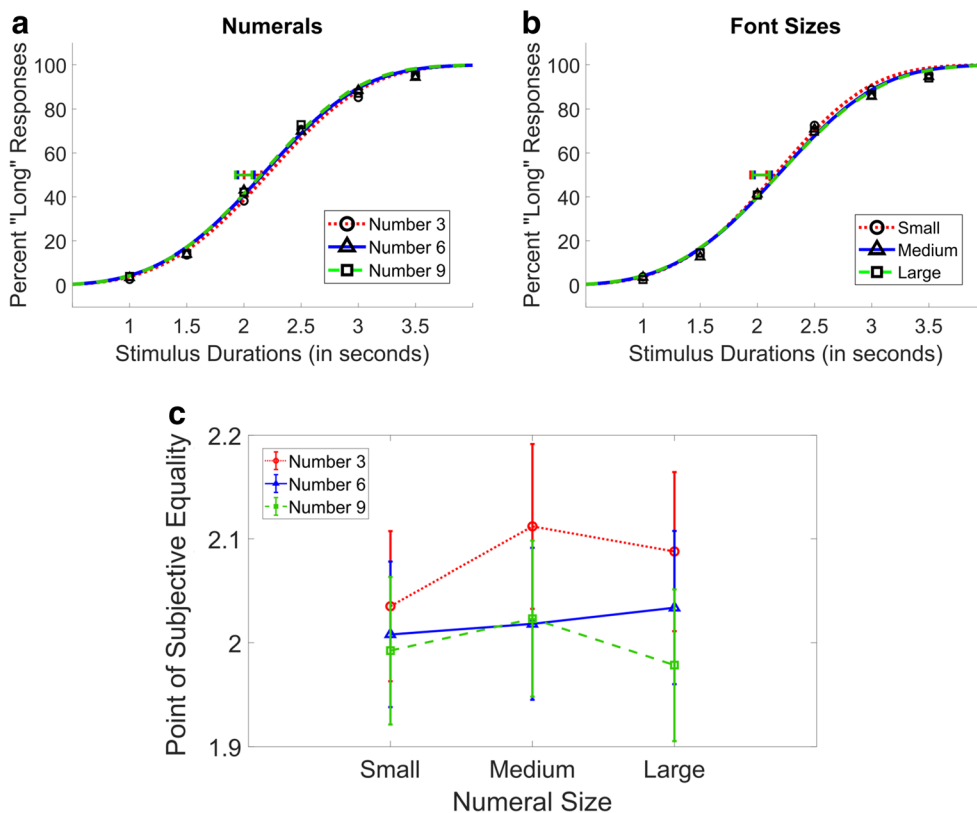 a
Numerals
Percent "Long" Responses
100
80
60
40
20
0
Number 3
Number 6
Number 9
1 1.5 2 2.5 3 3.5
Stimulus Durations (in seconds)
b
Font Sizes
Percent "Long" Responses
100
80
60
40
20
0
Small
Medium
Large
1 1.5 2 2.5 3 3.5
Stimulus Durations (in seconds)
c
Point of Subjective Equality
2.2
2.1
2
1.9
Number 3
Number 6
Number 9
Small Medium Large
Numeral Size